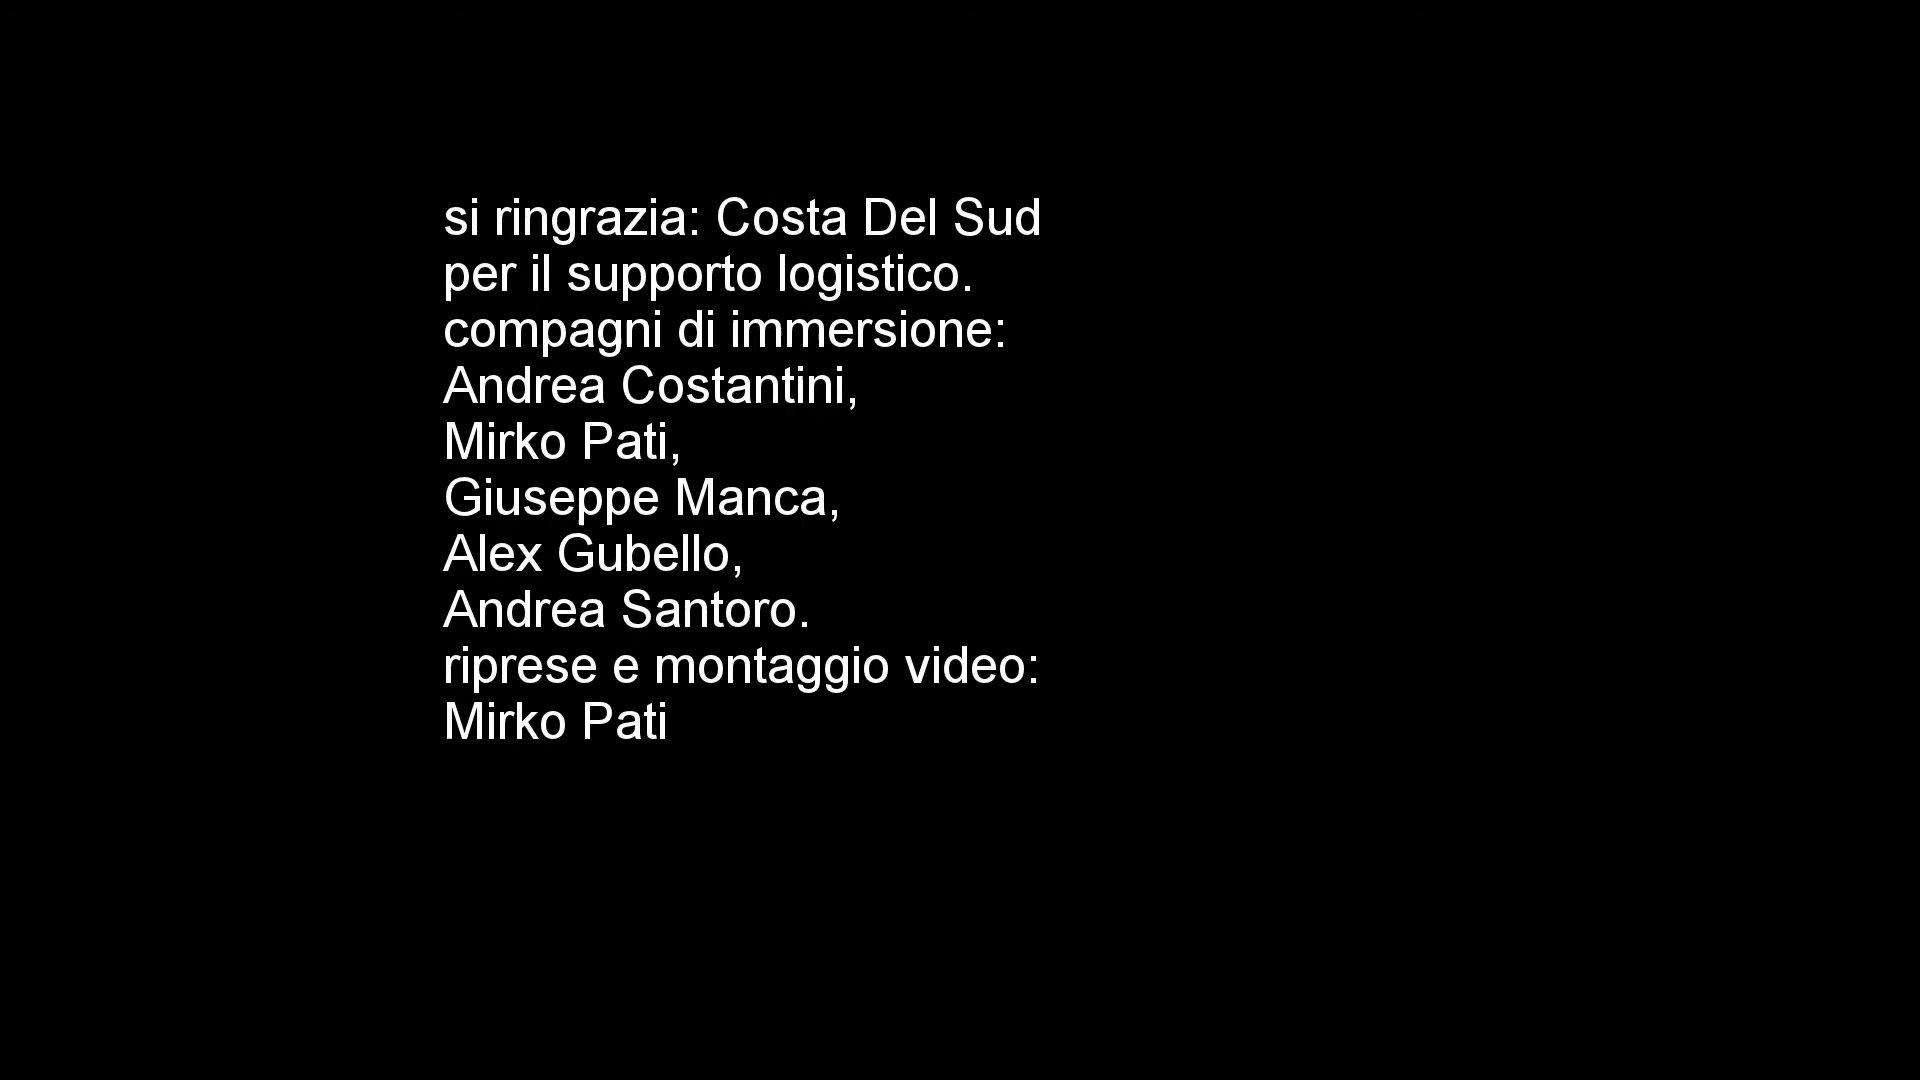 si ringrazia: Costa Del Sud
per il supporto logistico.
compagni di immersione:
Andrea Costantini,
Mirko Pati,
Giuseppe Manca,
Alex Gubello,
Andrea Santoro.
riprese e montaggio video:
Mirko Pati